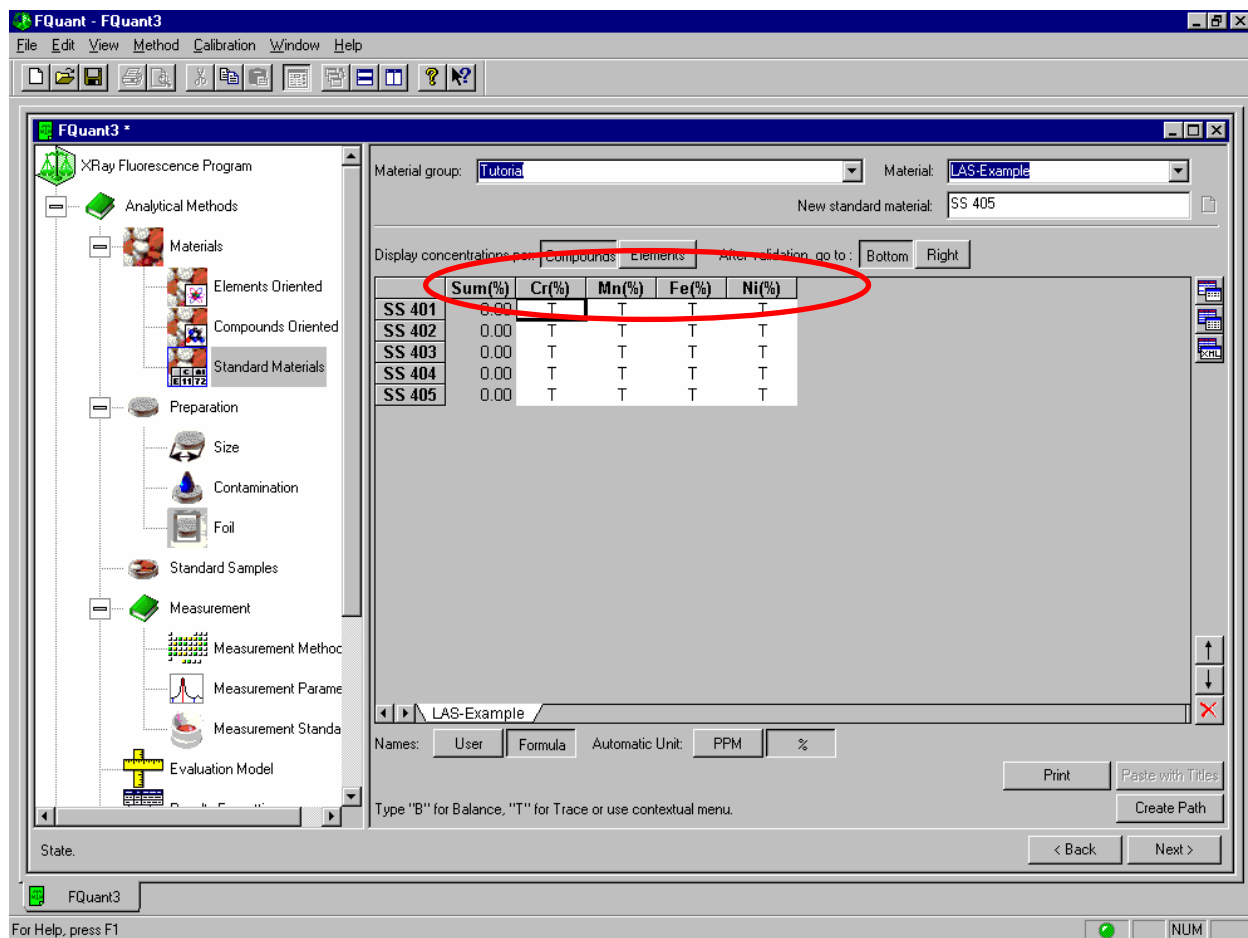 FQuant - FQuant3
File Edit View Method Calibration Window Help
FQuant3 *
XRay Fluorescence Program
Analytical Methods
Materials
Elements Oriented
Compounds Oriented
Standard Materials
Preparation
Size
Contamination
Foil
Standard Samples
Measurement
Measurement Methoc
Measurement Parame
Measurement Standa
Evaluation Model
Material group: Tutorial Material: LAS-Example
New standard material: SS 405
Display concentrations per: Compounds Elements After validation, go to : Bottom Right
Sum(%) Cr(%) Mn(%) Fe(%) Ni(%)
SS 401 0.00 T T T T
SS 402 0.00 T T T T
SS 403 0.00 T T T T
SS 404 0.00 T T T T
SS 405 0.00 T T T T
XML
LAS-Example
Names: User Formula Automatic Unit: PPM %
Print Paste with Titles
Type "B" for Balance, "T" for Trace or use contextual menu. Create Path
State. < Back Next >
FQuant3
For Help, press F1 NUM